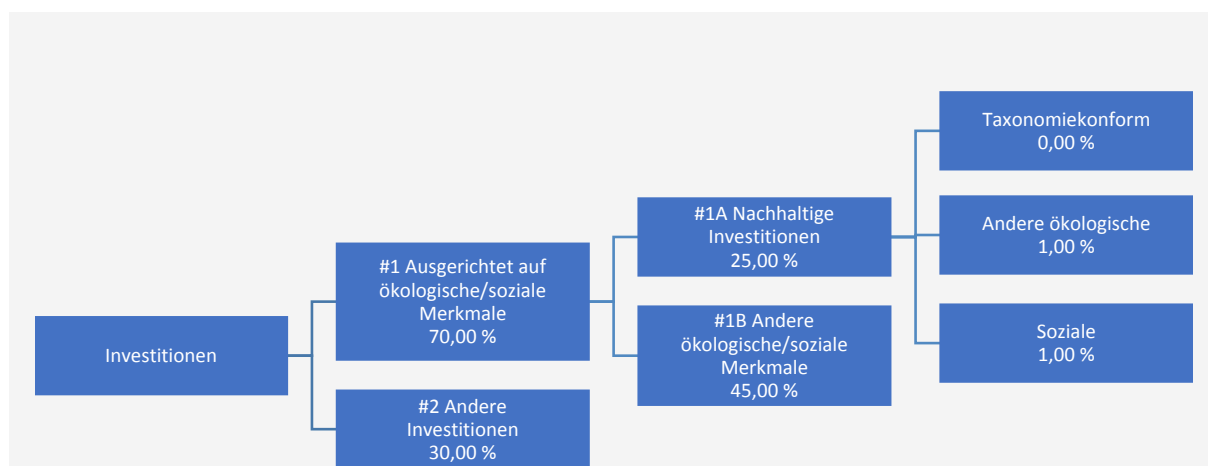 Investitionen
#1 Ausgerichtet auf
ökologische/soziale
Merkmale
70,00 %
#2 Andere
Investitionen
30,00 %
#1A Nachhaltige
Investitionen
25,00 %
#1B Andere
ökologische/soziale
Merkmale
45,00 %
Taxonomiekonform
0,00 %
Andere ökologische
1,00 %
Soziale
1,00 %